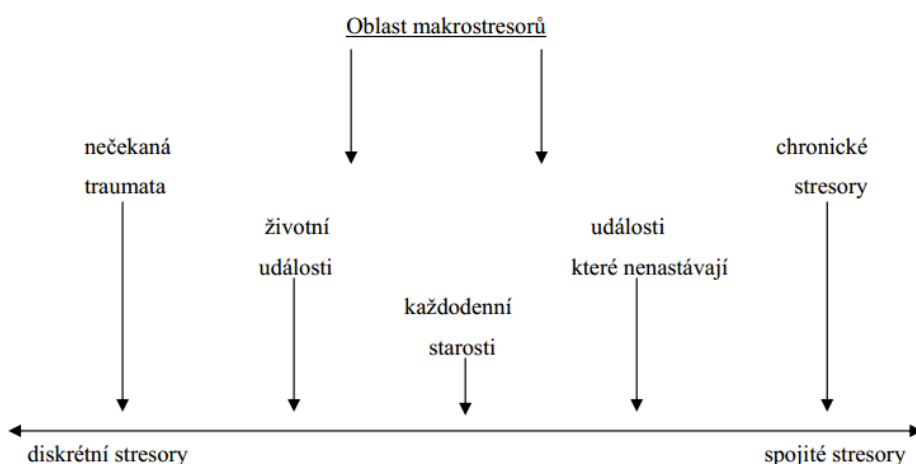 Oblast makrostresorů
nečekaná
traumata
chronické
stresory
životní
události
události
které nenastávají
každodenní
starosti
diskrétní stresory
spojité stresory